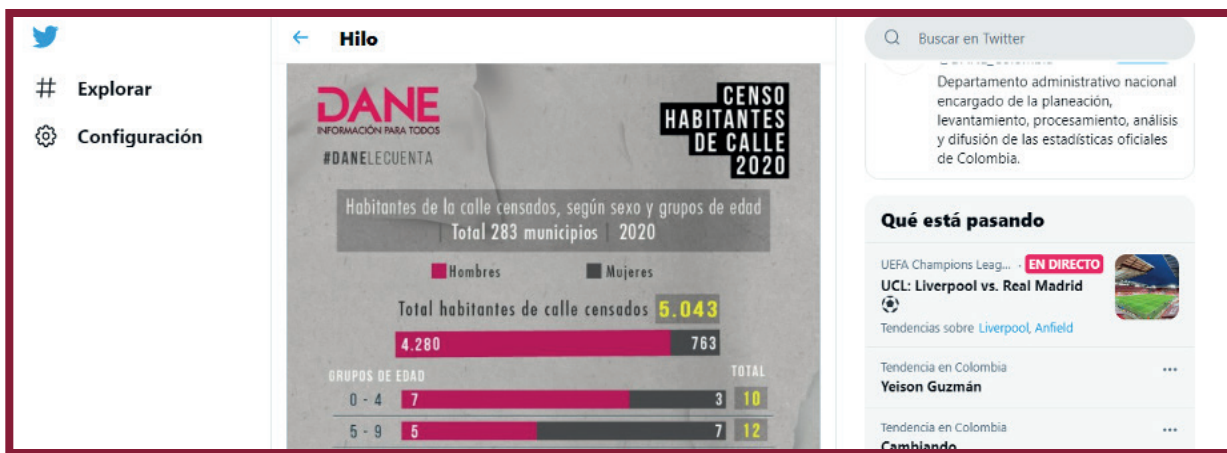 Explorar
Configuración
Hilo
DANE
INFORMACIÓN PARA TODOS
#DANELECUENTA
CENSO
HABITANTES
DE CALLE
2020
Habitantes de la calle censados, según sexo y grupos de edad
Total 283 municipios | 2020
Hombres Mujeres
Total habitantes de calle censados 5.043
4.280 763
GRUPOS DE EDAD TOTAL
0 - 4 7 3 10
5 - 9 5 7 12
Buscar en Twitter
Departamento administrativo nacional
encargado de la planeación,
levantamiento, procesamiento, análisis
y difusión de las estadísticas oficiales
de Colombia.
Qué está pasando
UEFA Champions Leag... · EN DIRECTO
UCL: Liverpool vs. Real Madrid
Tendencias sobre Liverpool, Anfield
Tendencia en Colombia
Yeison Guzmán
Tendencia en Colombia
Cambiando